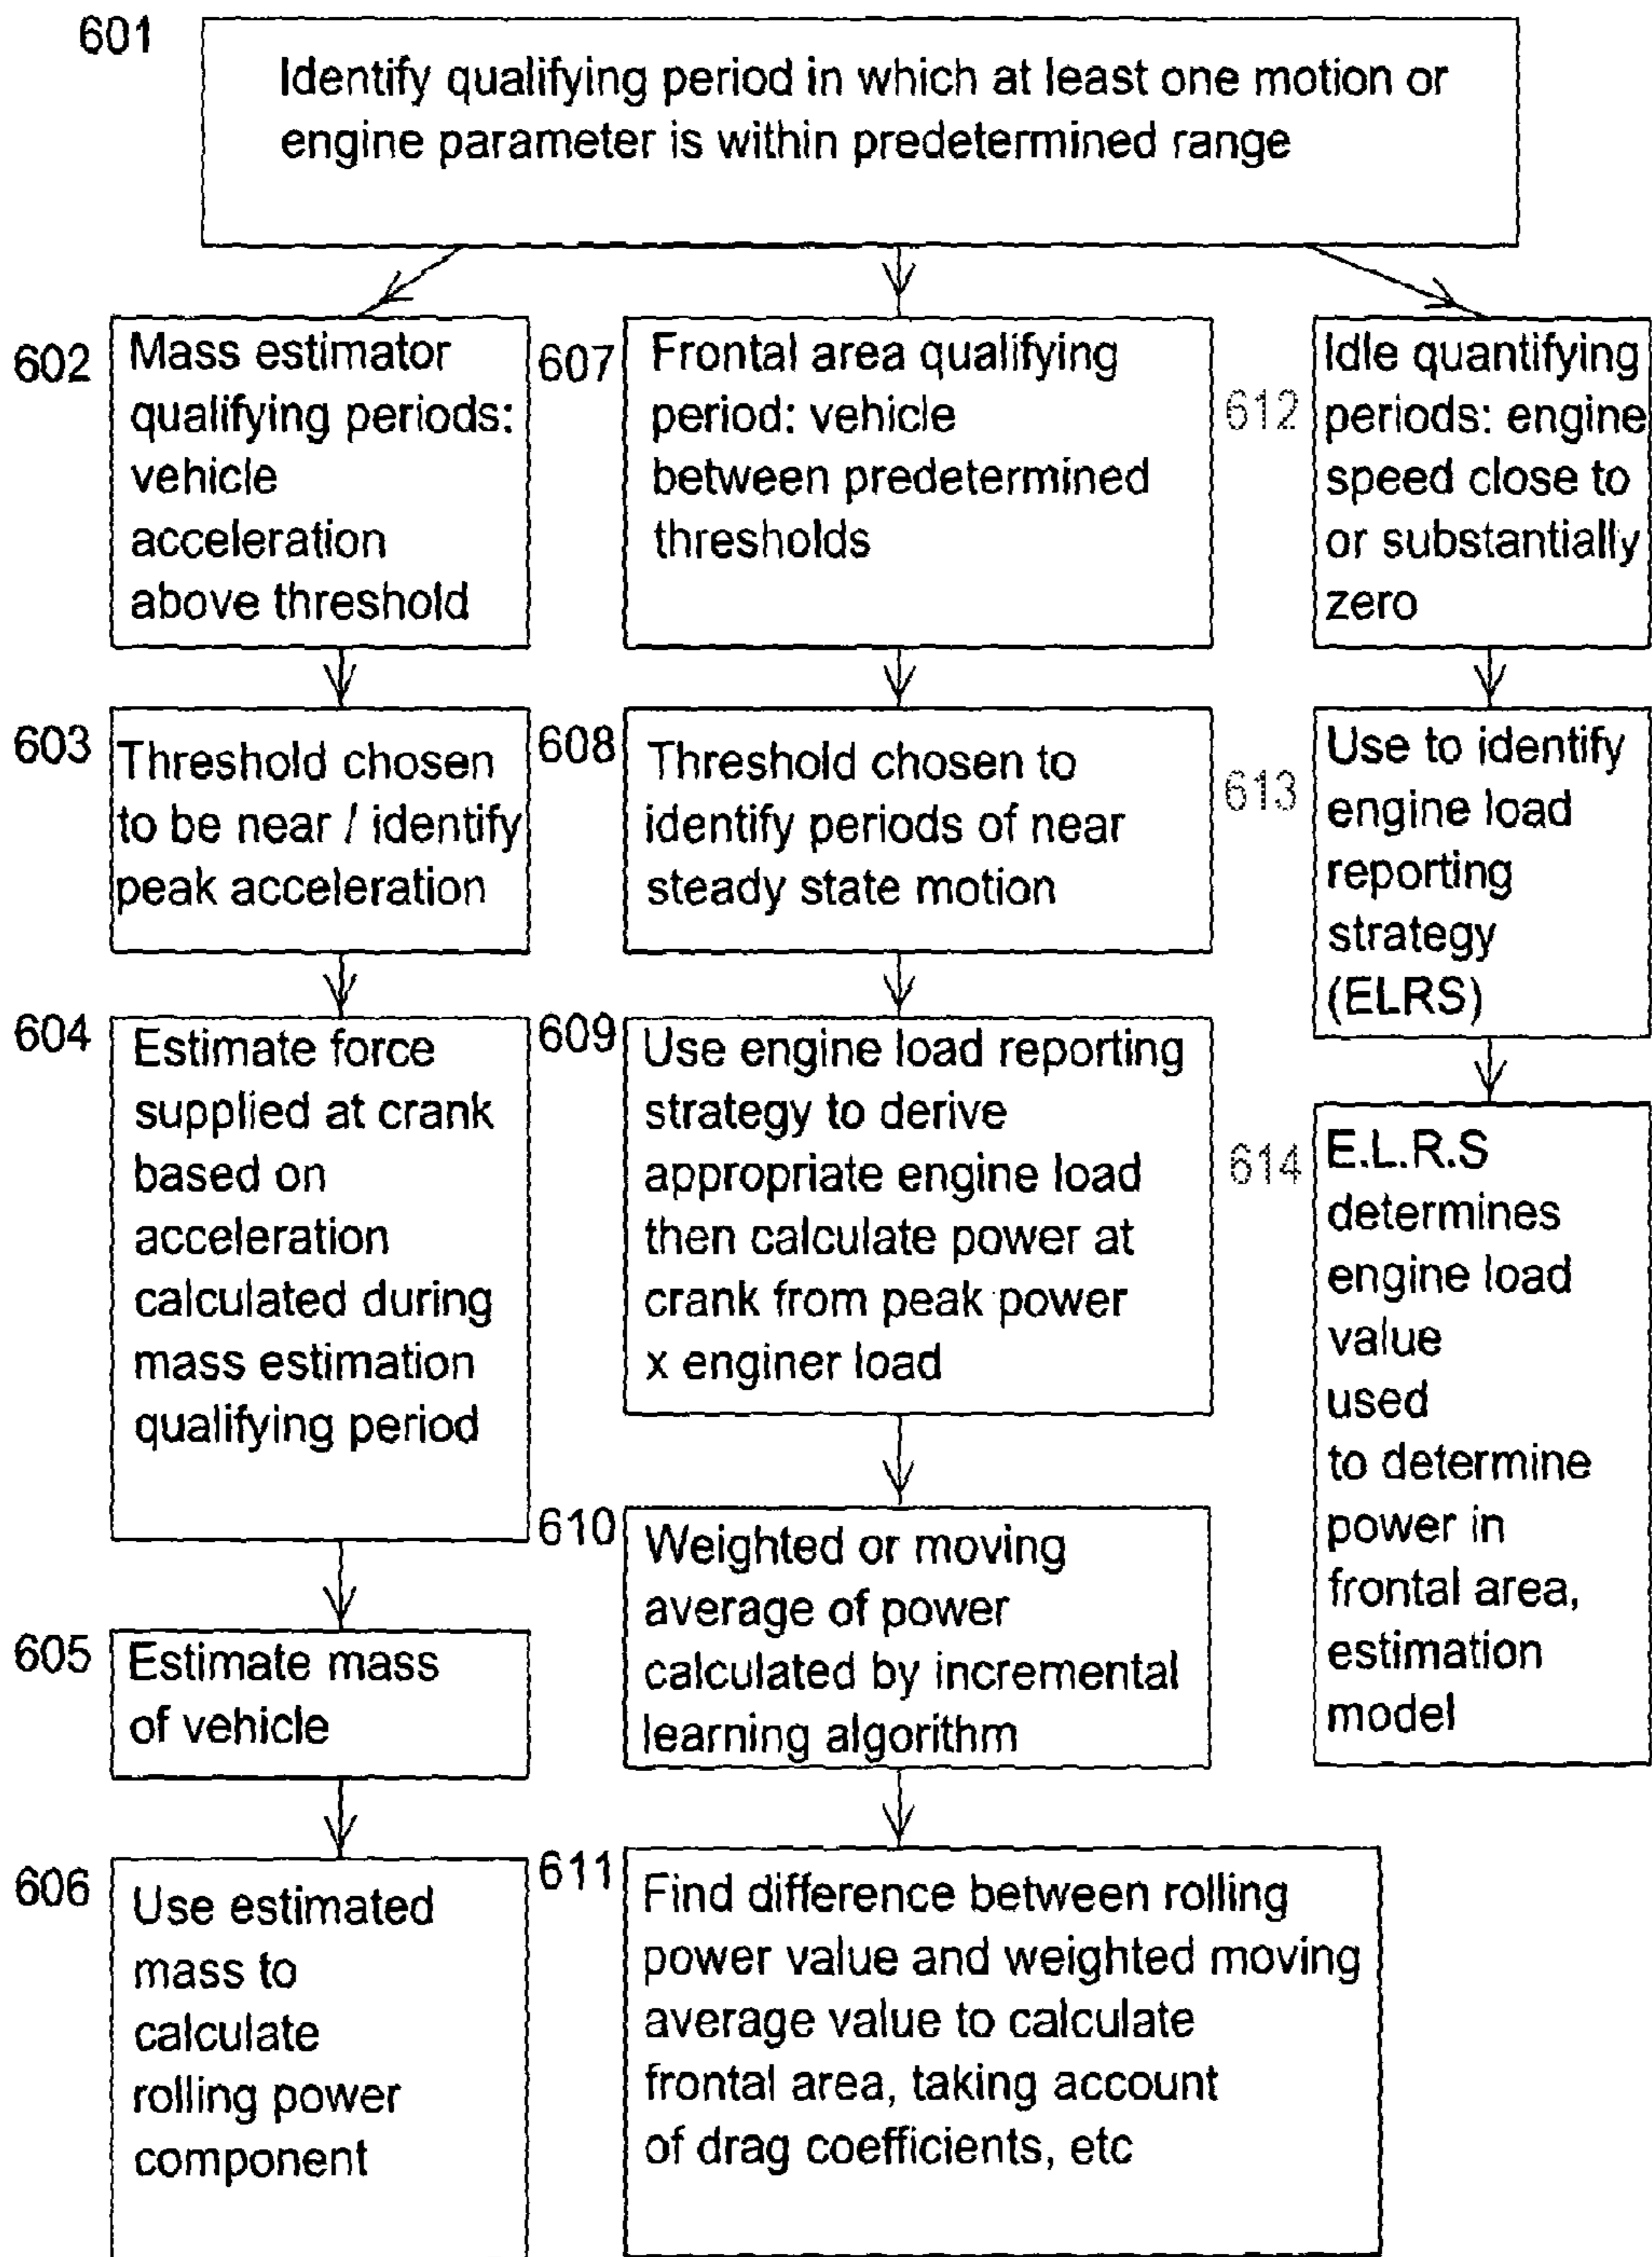 601
Identify qualifying period in which at least one motion or
engine parameter is within predetermined range
602
Mass estimator
qualifying periods:
vehicle
acceleration
above threshold
603
Threshold chosen
to be near / identify
peak acceleration
604
Estimate force
supplied at crank
based on
acceleration
calculated during
mass estimation
qualifying period
605
Estimate mass
of vehicle
606
Use estimated
mass to
calculate
rolling power
component
607
Frontal area qualifying
period: vehicle
between predetermined
thresholds
608
Threshold chosen to
identify periods of near
steady state motion
609
Use engine load reporting
strategy to derive
appropriate engine load
then calculate power at
crank from peak power
x enginer load
610
Weighted or moving
average of power
calculated by incremental
learning algorithm
611
Find difference between rolling
power value and weighted moving
average value to calculate
frontal area, taking account
of drag coefficients, etc
612
Idle quantifying
periods: engine
speed close to
or substantially
zero
613
Use to identify
engine load
reporting
strategy
(ELRS)
614
E.L.R.S
determines
engine load
value
used
to determine
power in
frontal area,
estimation
model